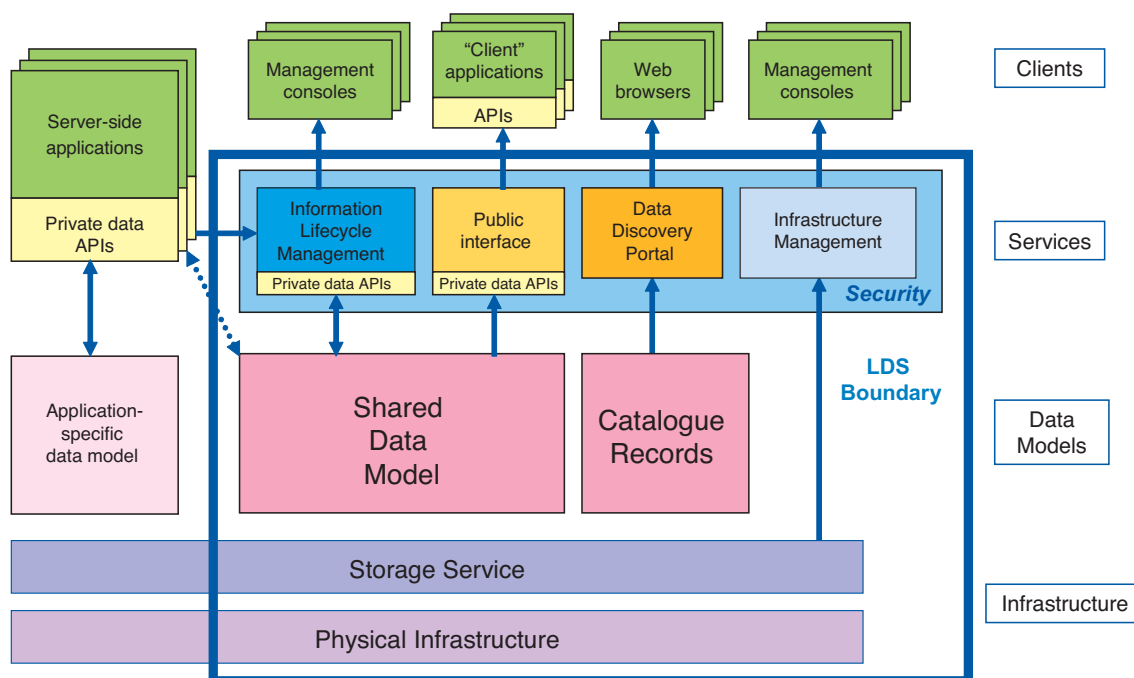 Server-side
applications
Private data
APIs
Management
consoles
“Client”
applications
APIs
Web
browsers
Management
consoles
Clients
Information
Lifecycle
Management
Private data APIs
Public
interface
Private data APIs
Data
Discovery
Portal
Infrastructure
Management
Security
Services
Application-
specific
data model
Shared
Data
Model
Catalogue
Records
LDS
Boundary
Data
Models
Storage Service
Physical Infrastructure
Infrastructure